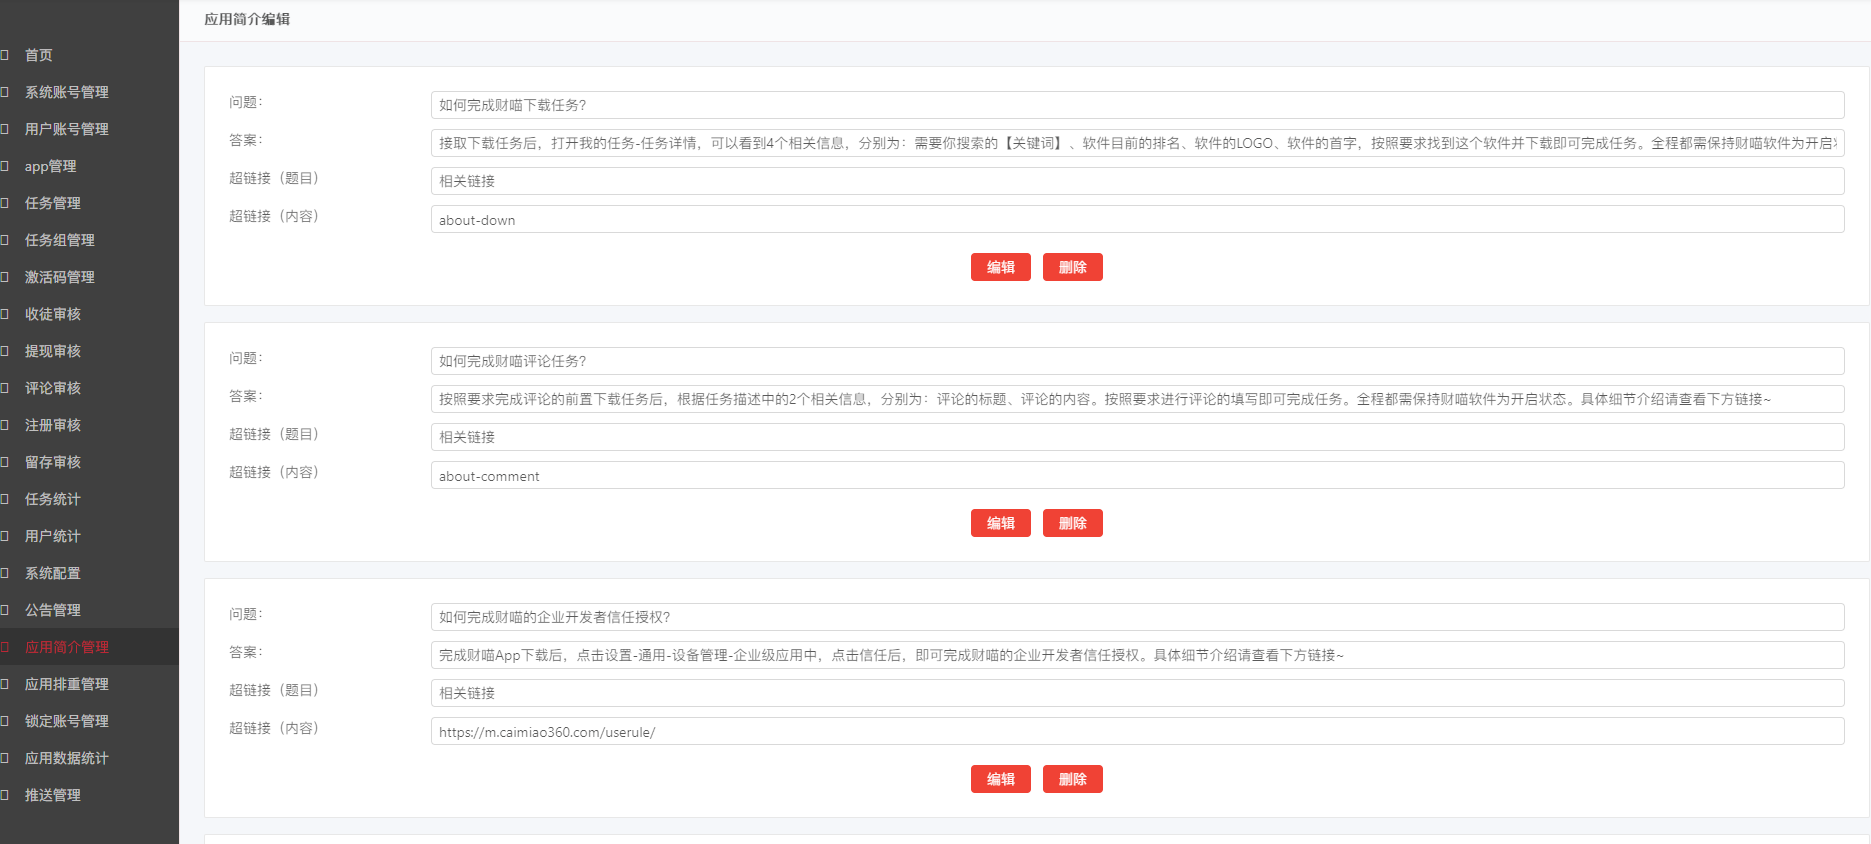 应用简介编辑
首页
系统账号管理
用户账号管理
app管理
任务管理
任务组管理
激活码管理
收徒审核
提现审核
评论审核
注册审核
留存审核
任务统计
用户统计
系统配置
公告管理
应用简介管理
应用排重管理
锁定账号管理
应用数据统计
推送管理
问题：
如何完成财喵下载任务？
答案：
接取下载任务后，打开我的任务-任务详情，可以看到4个相关信息，分别为：需要你搜索的【关键词】、软件目前的排名、软件的LOGO、软件的首字，按照要求找到这个软件并下载即可完成任务。全程都需保持财喵软件为开启
超链接（题目）
相关链接
超链接（内容）
about-down
编辑 删除
问题：
如何完成财喵评论任务？
答案：
按照要求完成评论的前置下载任务后，根据任务描述中的2个相关信息，分别为：评论的标题、评论的内容。按照要求进行评论的填写即可完成任务。全程都需保持财喵软件为开启状态。具体细节介绍请查看下方链接~
超链接（题目）
相关链接
超链接（内容）
about-comment
编辑 删除
问题：
如何完成财喵的企业开发者信任授权？
答案：
完成财喵App下载后，点击设置-通用-设备管理-企业级应用中，点击信任后，即可完成财喵的企业开发者信任授权。具体细节介绍请查看下方链接~
超链接（题目）
相关链接
超链接（内容）
https://m.caimiao360.com/userule/
编辑 删除